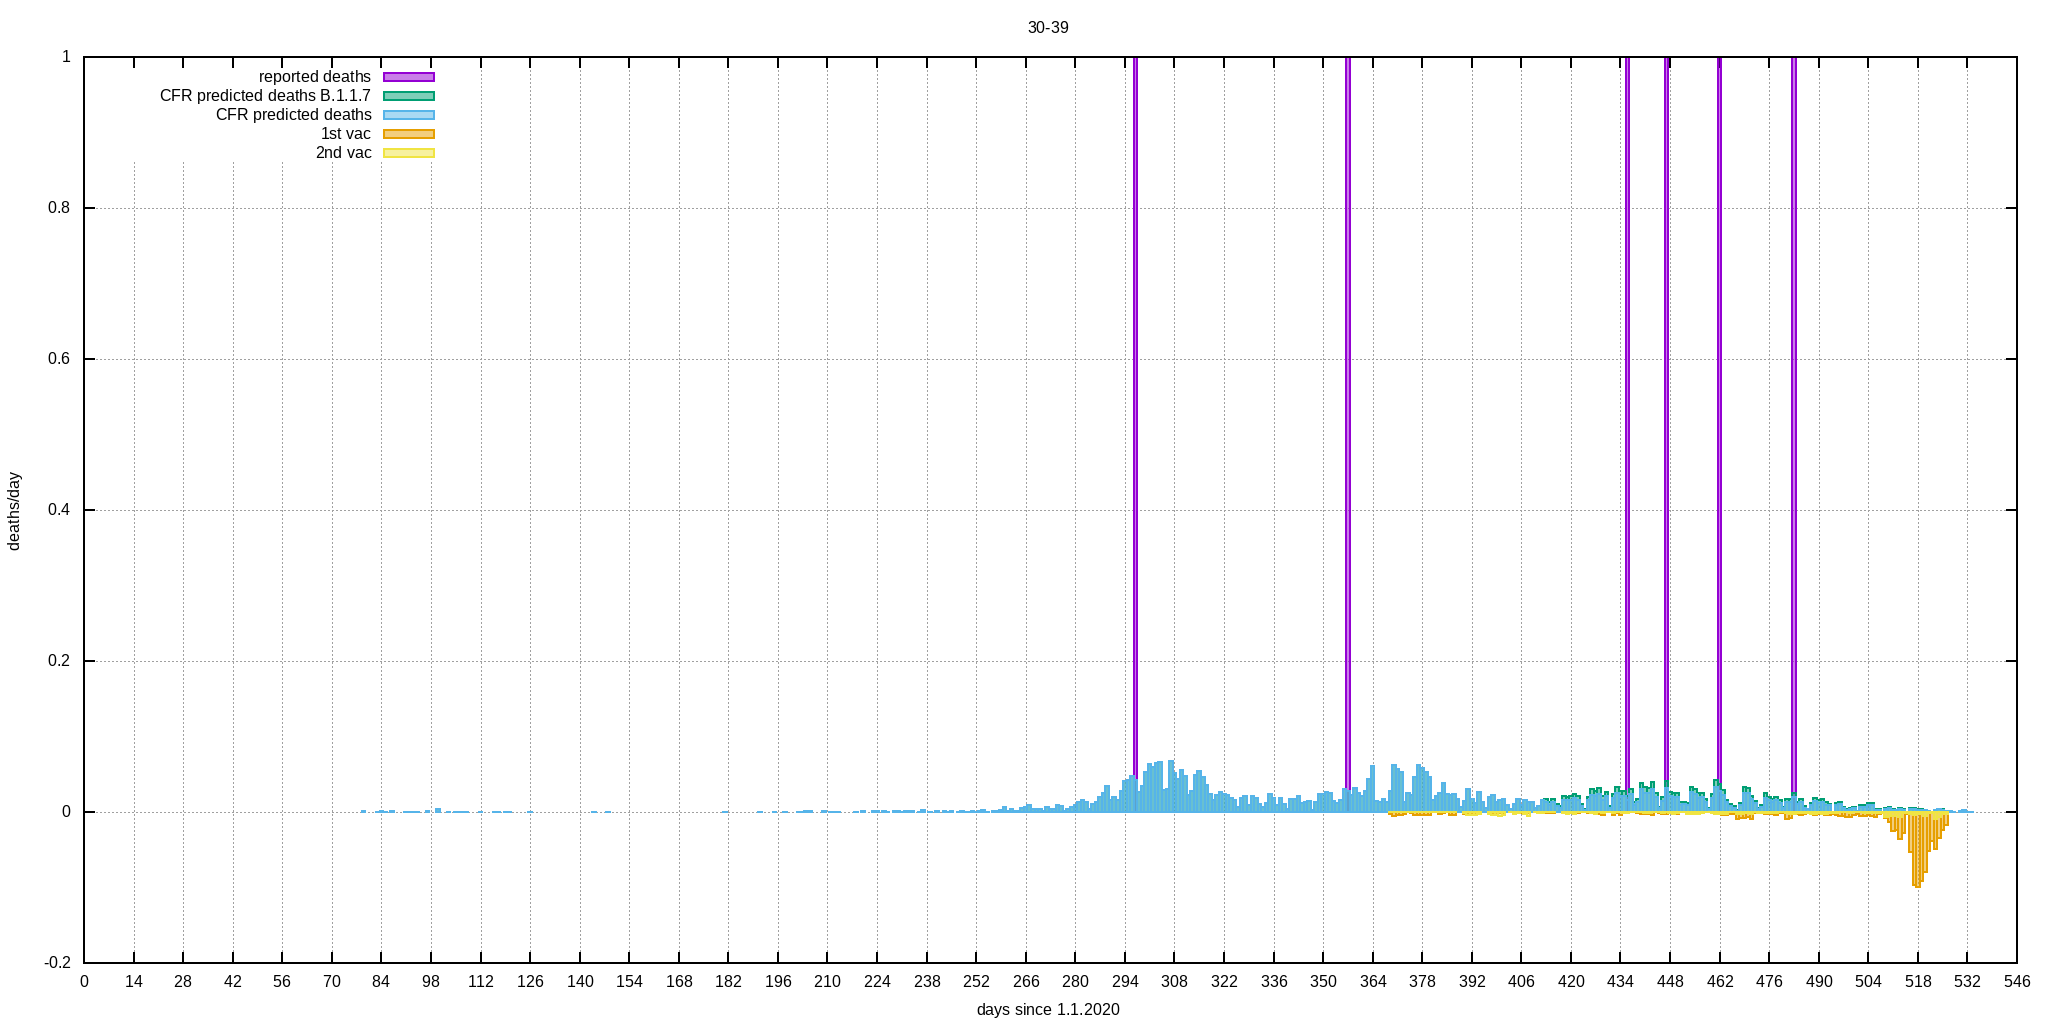 30-39
1
reported deaths
CFR predicted deaths B.1.1.7
CFR predicted deaths
1st vac
2nd vac
0.8
0.6
0.4
0.2
0
-0.2
deaths/day
0 14 28 42 56 70 84 98 112 126 140 154 168 182 196 210 224 238 252 266 280 294 308 322 336 350 364 378 392 406 420 434 448 462 476 490 504 518 532 546
days since 1.1.2020